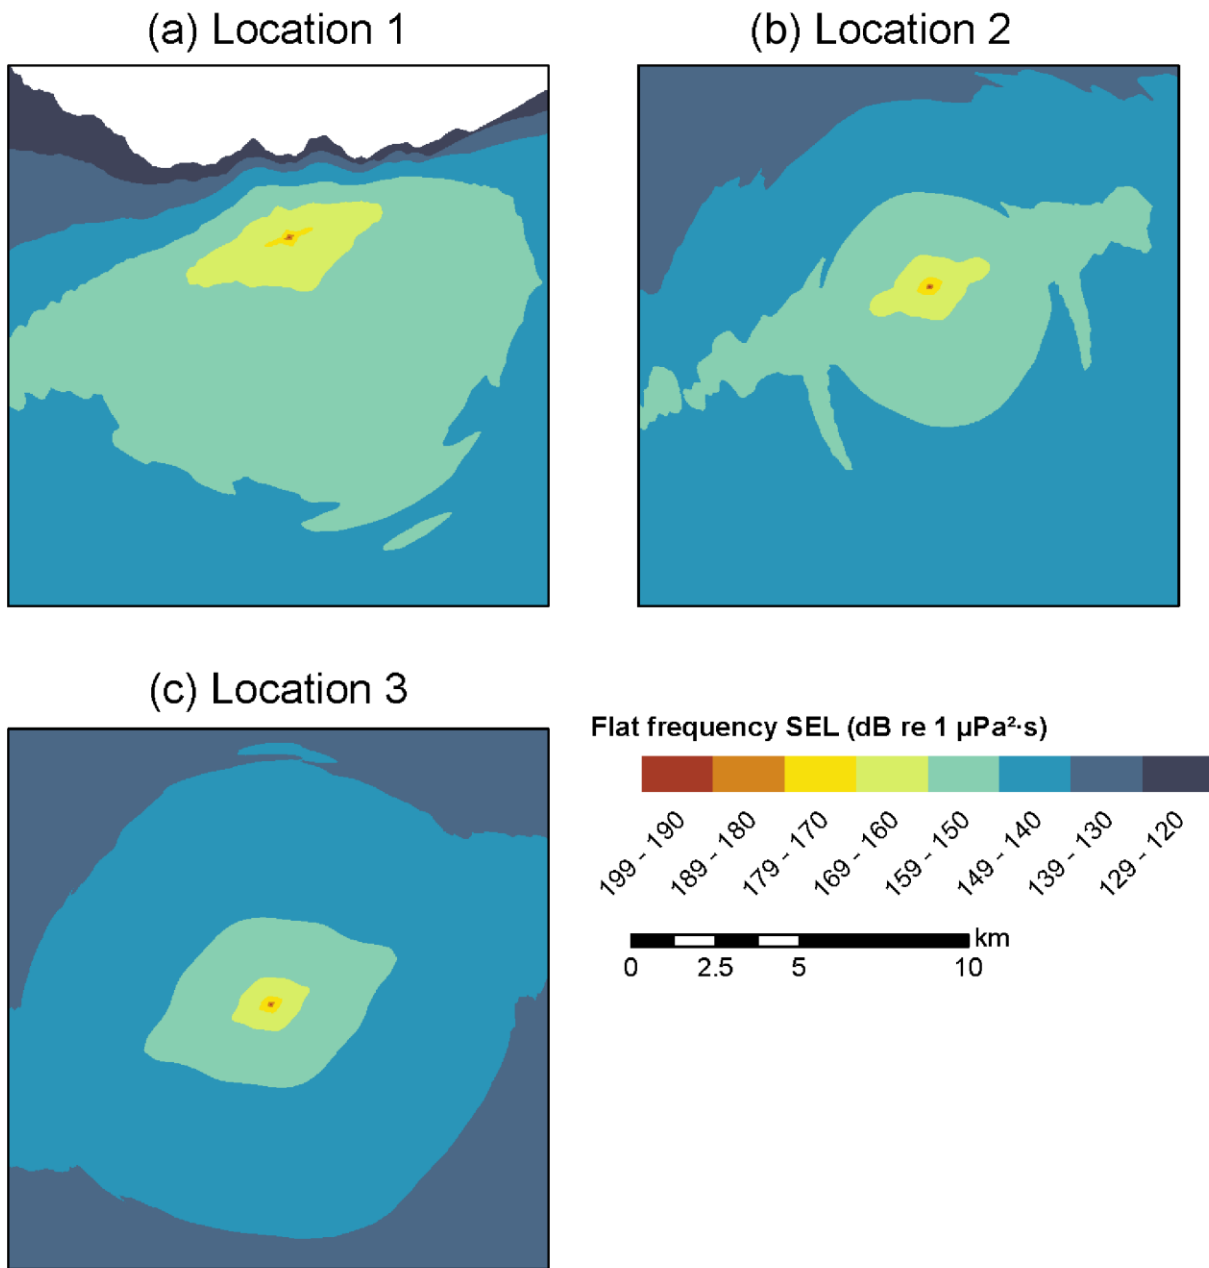 (a) Location 1
(b) Location 2
(c) Location 3
Flat frequency SEL (dB re 1 µPa²·s)
199 - 190
189 - 180
179 - 170
169 - 160
159 - 150
149 - 140
139 - 130
129 - 120
km
0 2.5 5 10